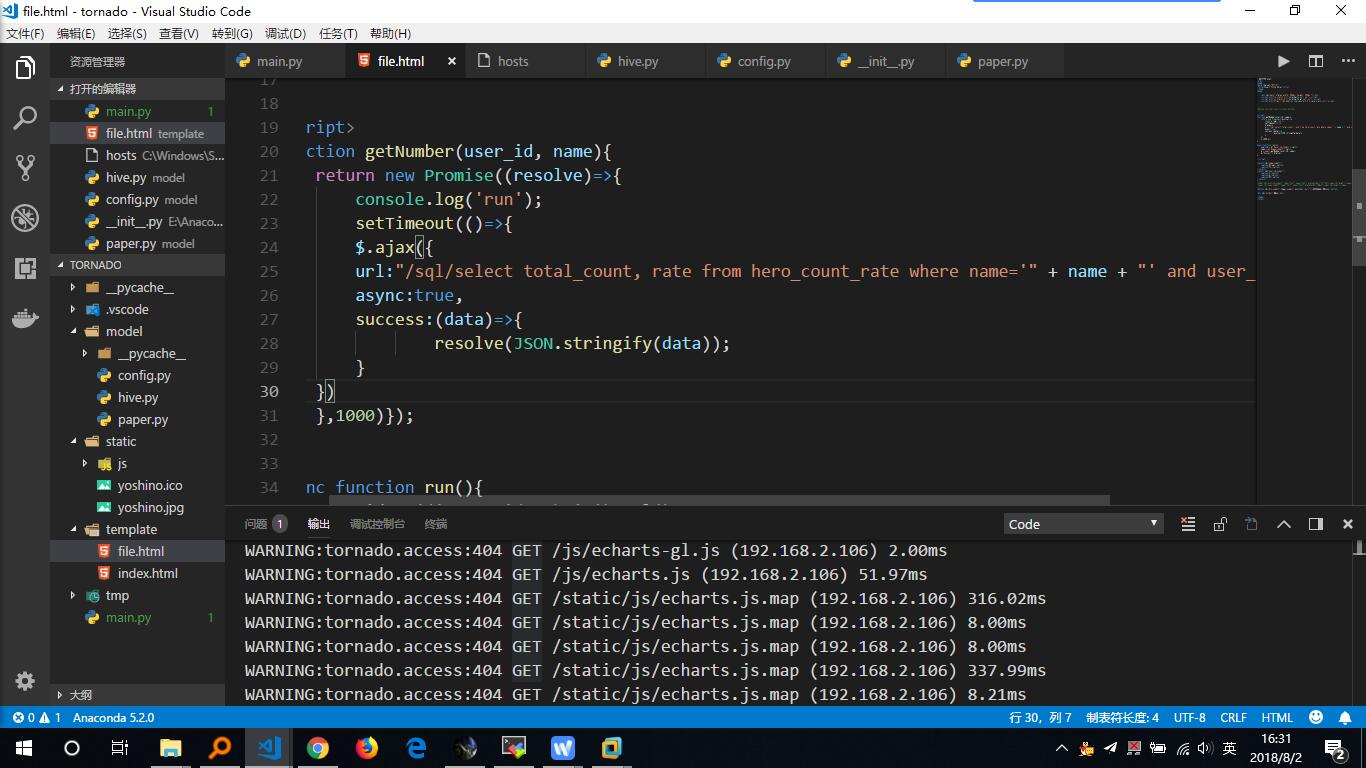 file.html - tornado - Visual Studio Code
文件(F) 编辑(E) 选择(S) 查看(V) 转到(G) 调试(D) 任务(T) 帮助(H)
资源管理器
main.py file.html × hosts hive.py config.py __init__.py paper.py
打开的编辑器
main.py 1
file.html template
hosts C:\Windows\S...
hive.py model
config.py model
__init__.py E:\Anaco...
paper.py model
TORNADO
__pycache__
.vscode
model
__pycache__
config.py
hive.py
paper.py
static
js
yoshino.ico
yoshino.jpg
template
file.html
index.html
tmp
main.py 1
大纲
17
18
19 ript>
20 ction getNumber(user_id, name){
21 return new Promise((resolve)=>{
22 console.log('run');
23 setTimeout(()=>{
24 $.ajax({
25 url:"/sql/select total_count, rate from hero_count_rate where name='" + name + "' and user_
26 async:true,
27 success:(data)=>{
28 resolve(JSON.stringify(data));
29 }
30 })
31 },1000)});
32
33
34 nc function run(){
问题 1 输出 调试控制台 终端 Code
WARNING:tornado.access:404 GET /js/echarts-gl.js (192.168.2.106) 2.00ms
WARNING:tornado.access:404 GET /js/echarts.js (192.168.2.106) 51.97ms
WARNING:tornado.access:404 GET /static/js/echarts.js.map (192.168.2.106) 316.02ms
WARNING:tornado.access:404 GET /static/js/echarts.js.map (192.168.2.106) 8.00ms
WARNING:tornado.access:404 GET /static/js/echarts.js.map (192.168.2.106) 8.00ms
WARNING:tornado.access:404 GET /static/js/echarts.js.map (192.168.2.106) 337.99ms
WARNING:tornado.access:404 GET /static/js/echarts.js.map (192.168.2.106) 8.21ms
0 1 Anaconda 5.2.0 行 30，列 7 制表符长度: 4 UTF-8 CRLF HTML
英 16:31
2018/8/2 2